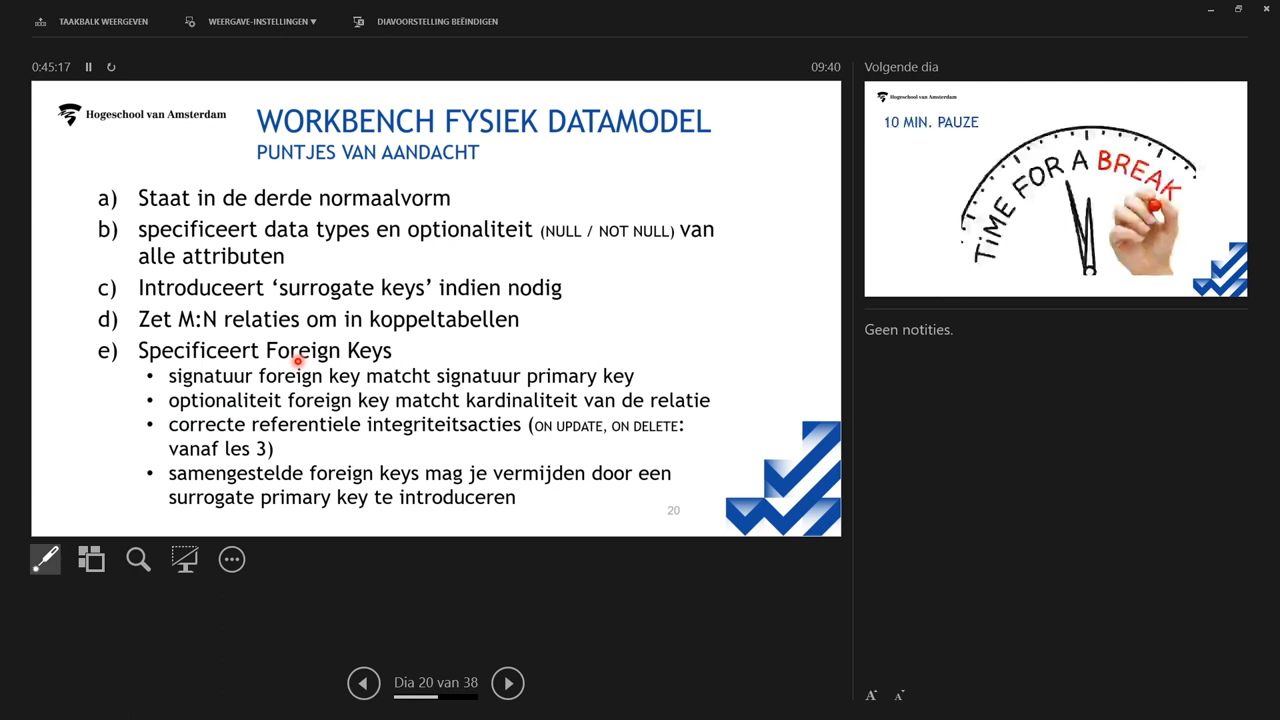 TAAKBALK WEERGEVEN
WEERGAVE-INSTELLINGEN ▾
DIAVOORSTELLING BEËINDIGEN
0:45:17
09:40
Hogeschool van Amsterdam
WORKBENCH FYSIEK DATAMODEL
PUNTJES VAN AANDACHT
a) Staat in de derde normaalvorm
b) specificeert data types en optionaliteit (NULL / NOT NULL) van
alle attributen
c) Introduceert ‘surrogate keys’ indien nodig
d) Zet M:N relaties om in koppeltabellen
e) Specificeert Foreign Keys
• signatuur foreign key matcht signatuur primary key
• optionaliteit foreign key matcht kardinaliteit van de relatie
• correcte referentiele integriteitsacties (ON UPDATE, ON DELETE:
vanaf les 3)
• samengestelde foreign keys mag je vermijden door een
surrogate primary key te introduceren
20
Dia 20 van 38
Volgende dia
Hogeschool van Amsterdam
10 MIN. PAUZE
TiME FOR A BREAK
Geen notities.
A A